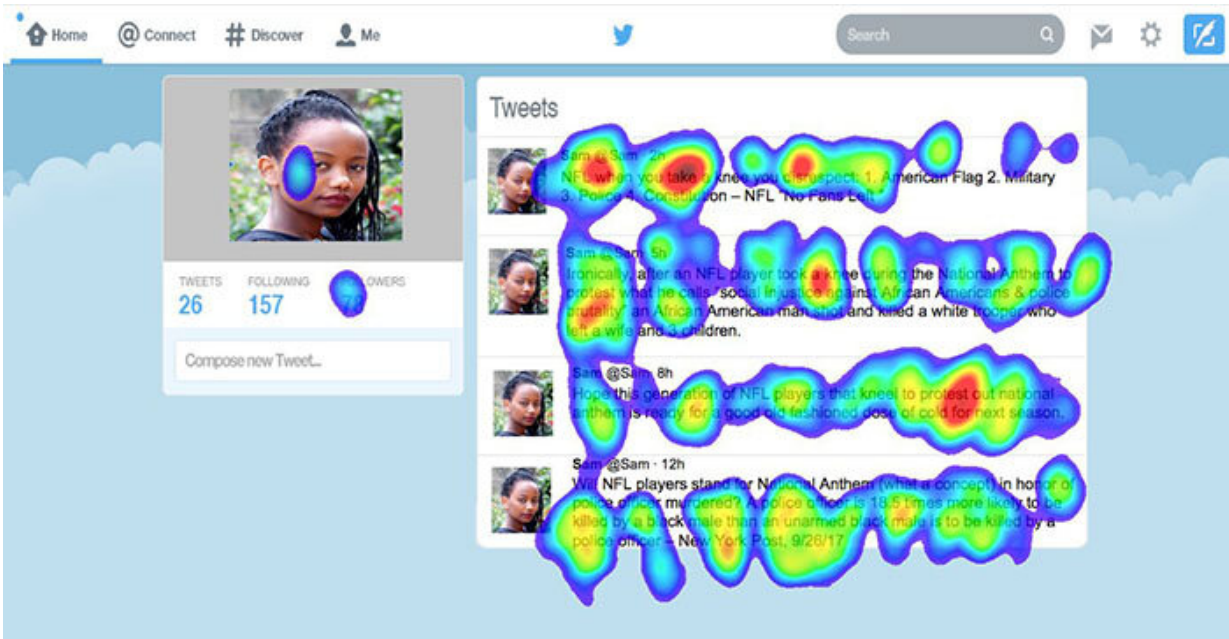 Home
@ Connect
# Discover
Me
Search
Tweets
TWEETS
FOLLOWING
26
157
78
Compose new Tweet...
Sam @Sam · 2h
NFL when you take a knee you disrespect: 1. American Flag 2. Military
3. Police 4. Constitution – NFL "No Fans Left
Sam @Sam 5h
Ironically, after an NFL player took a knee during the National Anthem to
protest what he calls "social injustice against African Americans & police
brutality" an African American man shot and killed a white trooper who
left a wife and 3 children.
Sam @Sam 8h
Hope this generation of NFL players that kneel to protest out national
anthem is ready for a good old fashioned dose of cold for next season.
Sam @Sam · 12h
Will NFL players stand for National Anthem (what a concept) in honor of
police officer murdered? A police officer is 18.5 times more likely to be
killed by a black male than an unarmed black male is to be killed by a
police officer – New York Post, 9/26/17